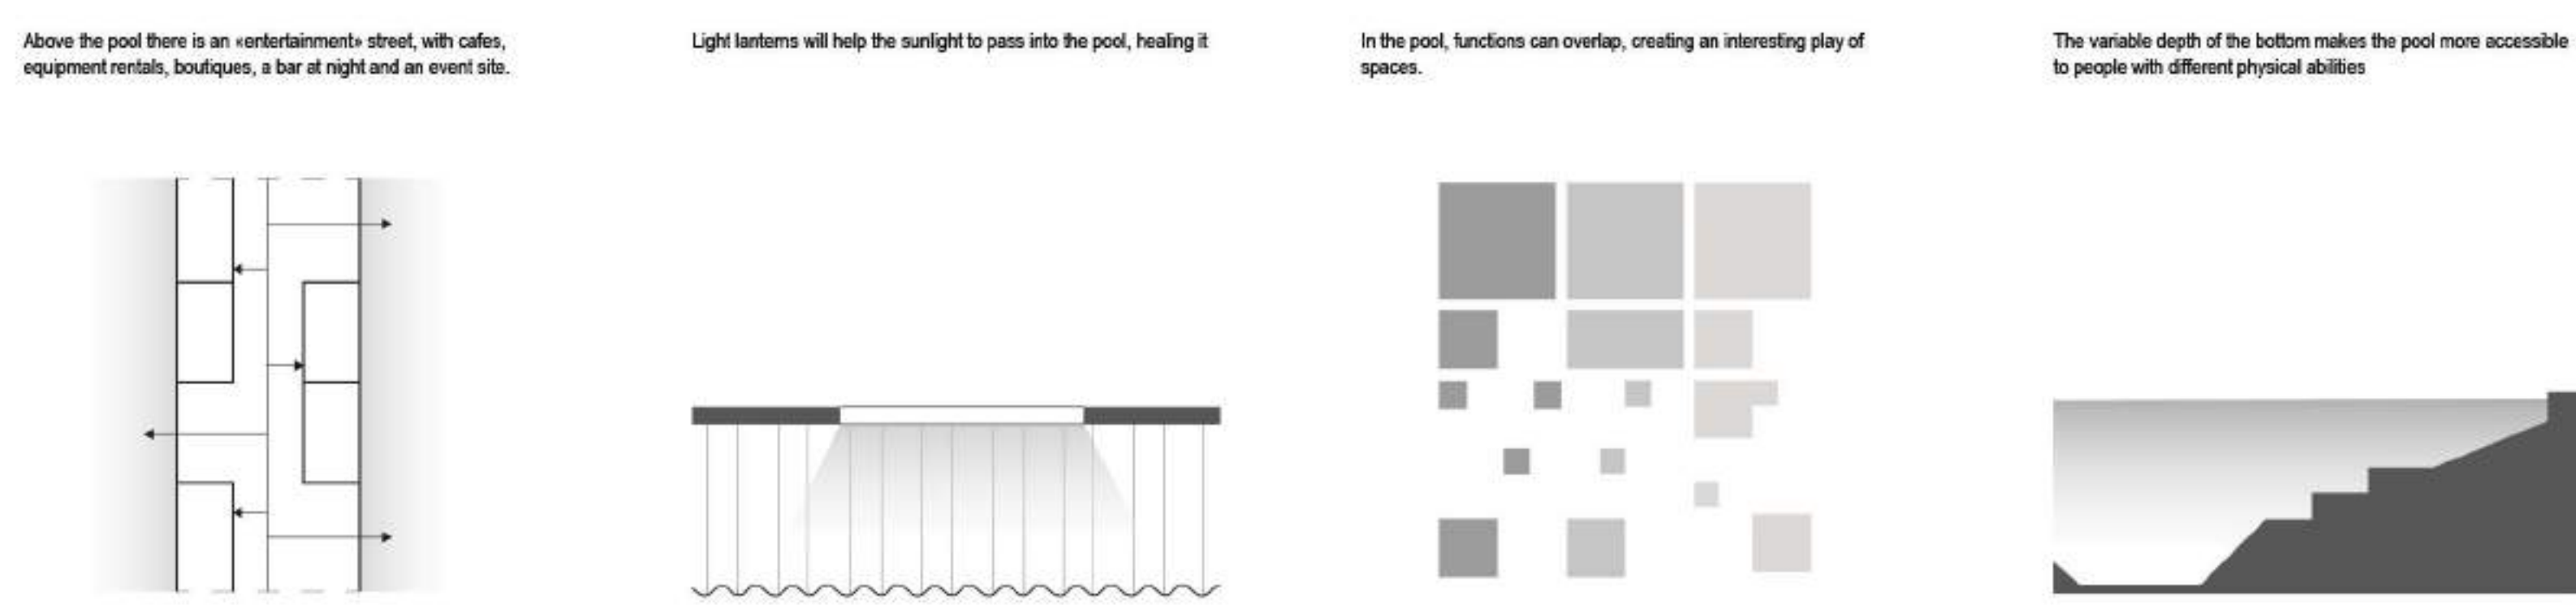 Above the pool there is an «entertainment» street, with cafes,
equipment rentals, boutiques, a bar at night and an event site.
Light lanterns will help the sunlight to pass into the pool, healing it
In the pool, functions can overlap, creating an interesting play of
spaces.
The variable depth of the bottom makes the pool more accessible
to people with different physical abilities